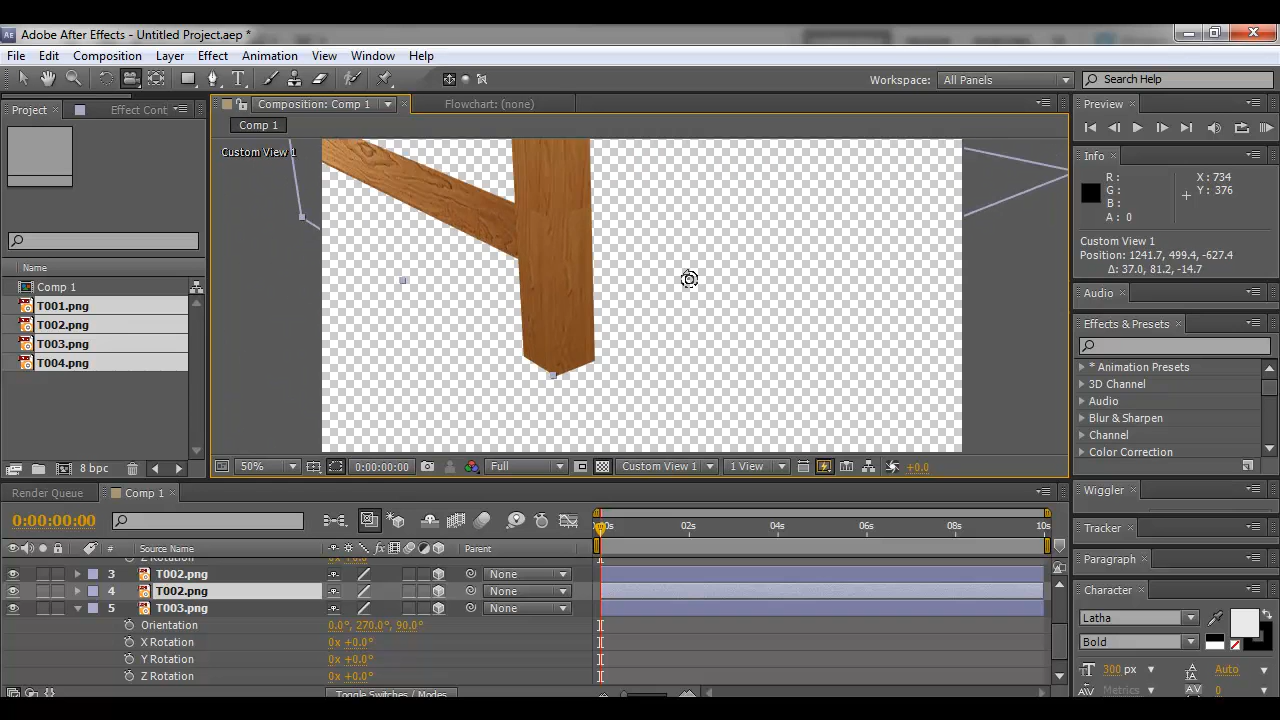 Adobe After Effects - Untitled Project.aep *
File Edit Composition Layer Effect Animation View Window Help
Workspace: All Panels Search Help
Project Effect Cont
Composition: Comp 1 Flowchart: (none)
Comp 1
Custom View 1
Name
Comp 1
T001.png
T002.png
T003.png
T004.png
8 bpc
50% 0:00:00:00 Full Custom View 1 1 View +0.0
Preview
Info
R :
G :
B :
A : 0
X : 734
Y : 376
Custom View 1
Position: 1241.7, 499.4, -627.4
Δ: 37.0, 81.2, -14.7
Audio
Effects & Presets
* Animation Presets
3D Channel
Audio
Blur & Sharpen
Channel
Color Correction
Wiggler
Tracker
Paragraph
Character
Latha
Bold
300 px Auto
Metrics 0
Render Queue Comp 1
0:00:00:00
02s 04s 06s 08s 10s
# Source Name Parent
Z Rotation 0x +0.0°
3 T002.png None
4 T002.png None
5 T003.png None
Orientation 0.0°, 270.0°, 90.0°
X Rotation 0x +0.0°
Y Rotation 0x +0.0°
Z Rotation 0x +0.0°
Toggle Switches / Modes